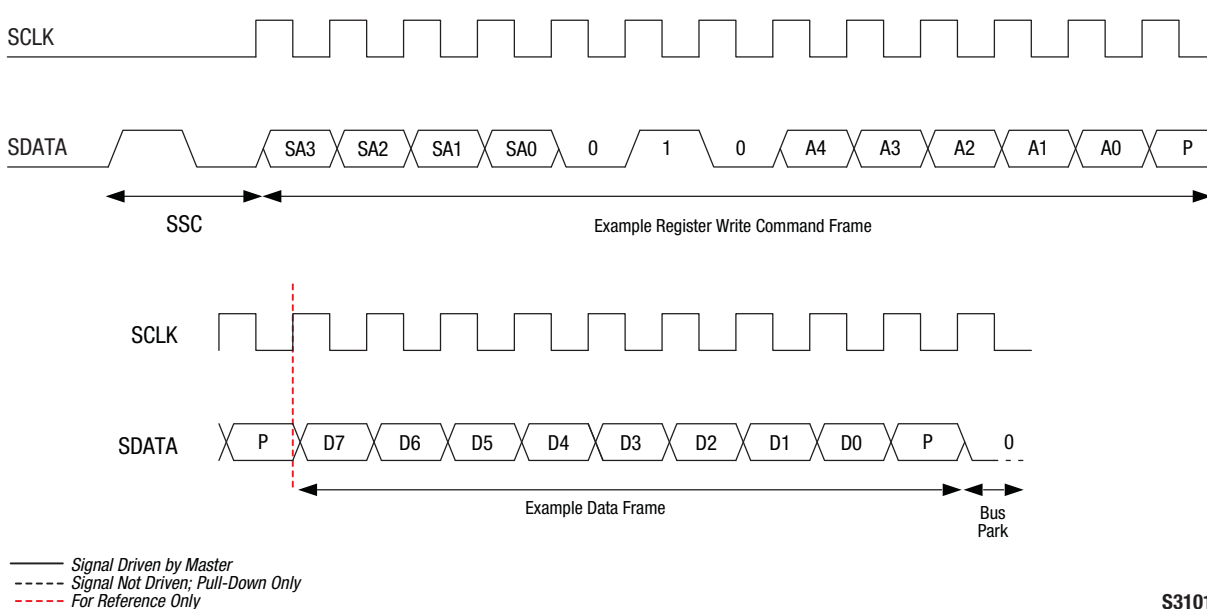 SCLK
SDATA SA3 SA2 SA1 SA0 0 1 0 A4 A3 A2 A1 A0 P
SSC Example Register Write Command Frame
SCLK
SDATA P D7 D6 D5 D4 D3 D2 D1 D0 P 0
Example Data Frame Bus
Park
Signal Driven by Master
Signal Not Driven; Pull-Down Only
For Reference Only
S3101